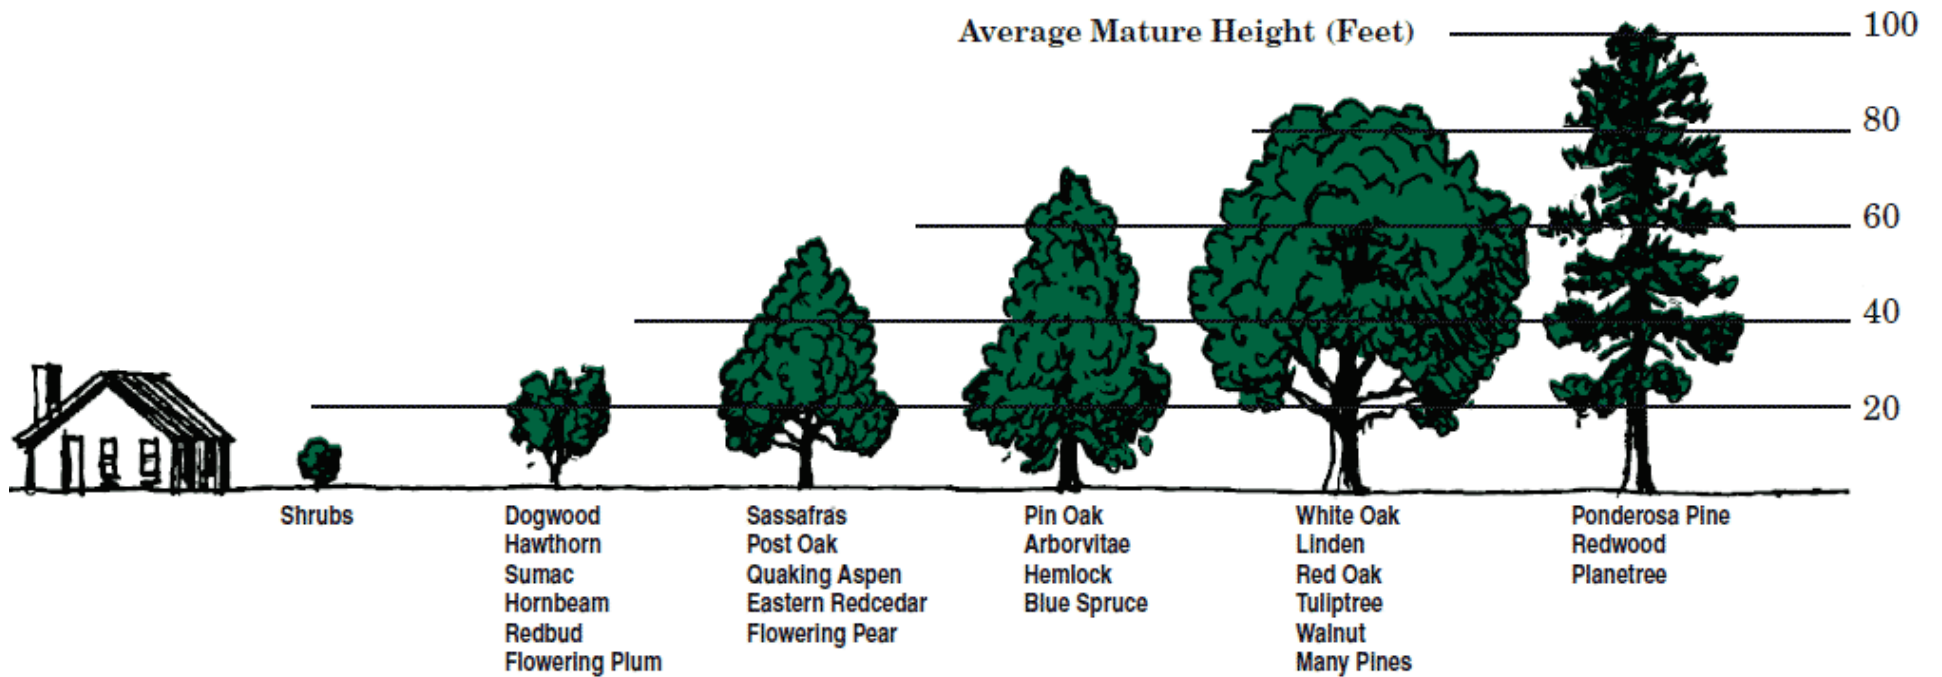 Average Mature Height (Feet)
100
80
60
40
20
Shrubs
Dogwood
Hawthorn
Sumac
Hornbeam
Redbud
Flowering Plum
Sassafras
Post Oak
Quaking Aspen
Eastern Redcedar
Flowering Pear
Pin Oak
Arborvitae
Hemlock
Blue Spruce
White Oak
Linden
Red Oak
Tuliptree
Walnut
Many Pines
Ponderosa Pine
Redwood
Planetree